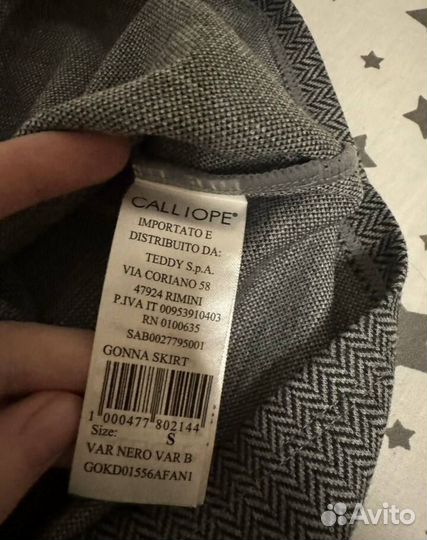 CALLIOPE®
IMPORTATO E
DISTRIBUITO DA:
TEDDY S.p.A.
VIA CORIANO 58
47924 RIMINI
P.IVA IT 00953910403
RN 0100635
SAB0027795001
GONNA SKIRT
1 000477 802144
Size: S
VAR NERO VAR B
GOKD01556AFAN1
Avito